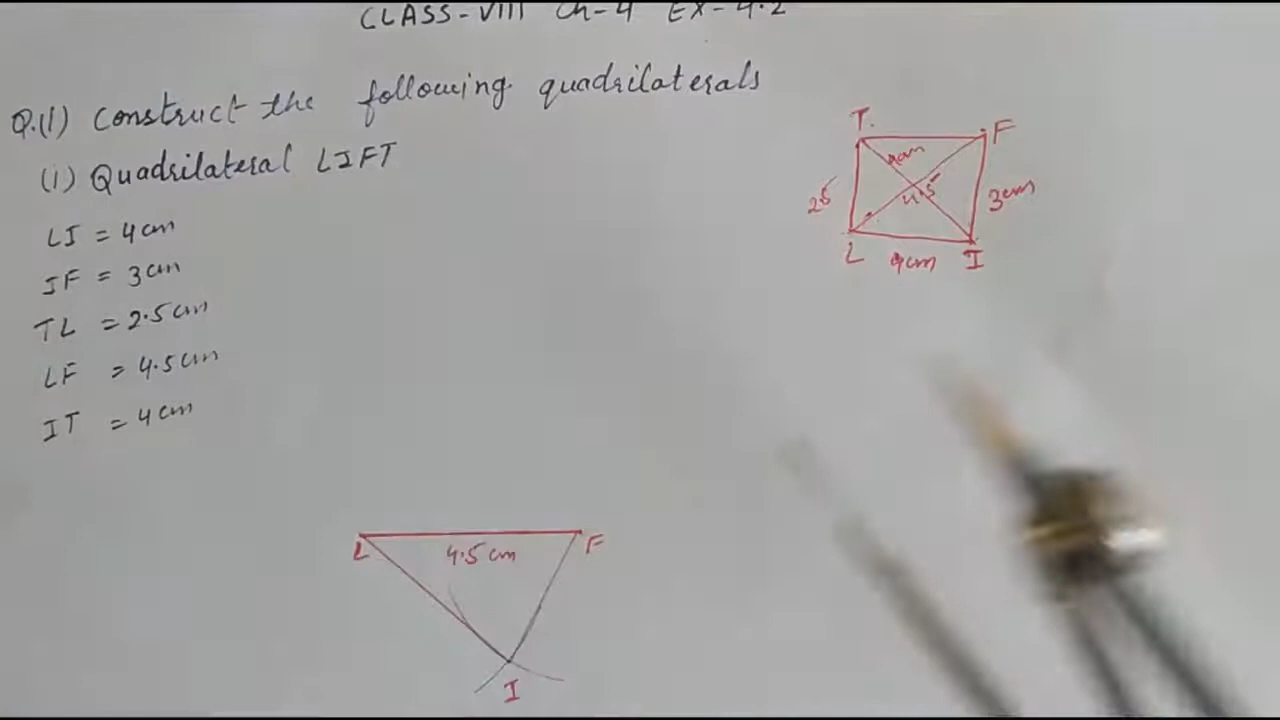 CLASS-VIII Ch-4 EX-4.2
Q.(1) Construct the following quadrilaterals
(i) Quadrilateral LIFT
LI = 4cm
IF = 3cm
TL = 2.5cm
LF = 4.5cm
IT = 4cm
T F
4cm
4.5
2.5
3cm
L I
4cm
L F
4.5cm
I